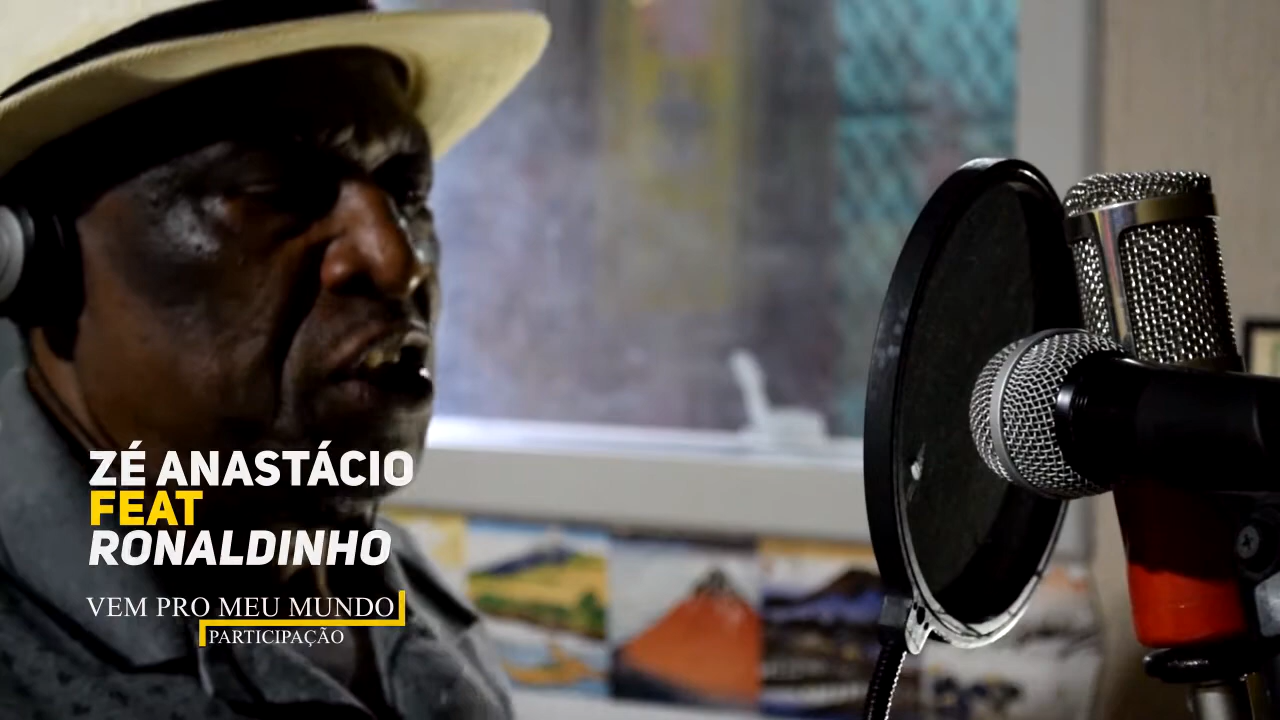 ZÉ ANASTÁCIO
FEAT
RONALDINHO
VEM PRO MEU MUNDO
PARTICIPAÇÃO